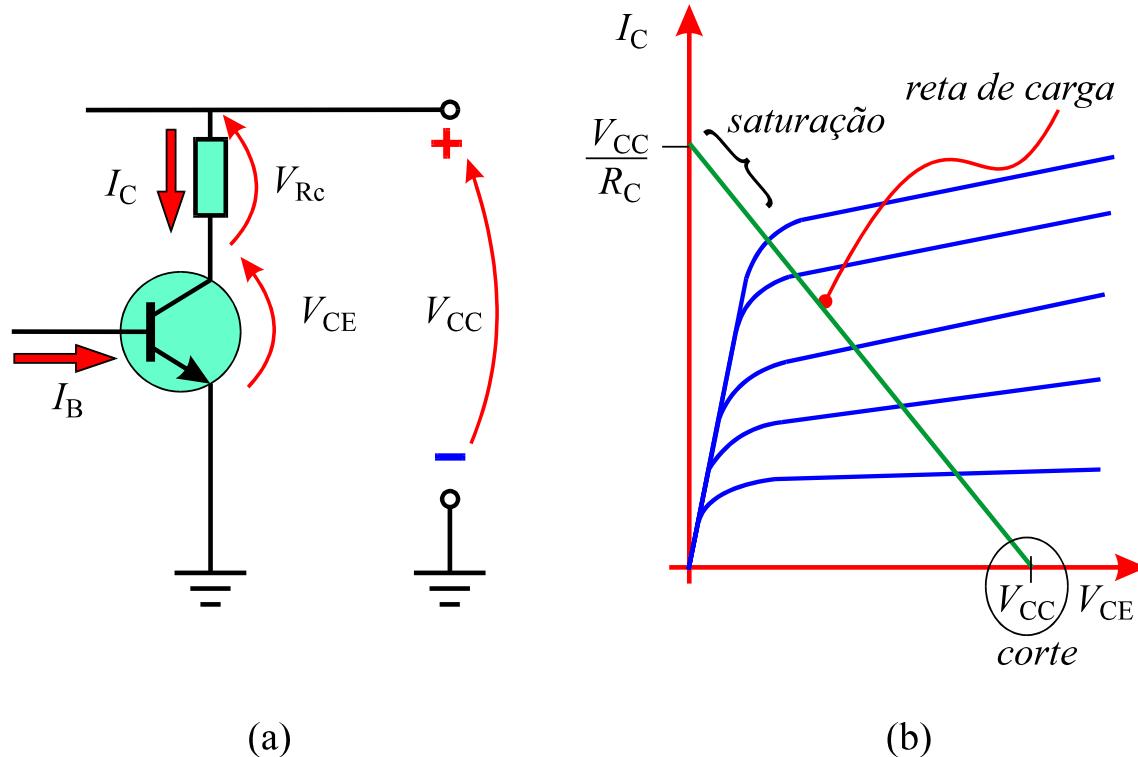 I_C
V_Rc
V_CE
V_CC
I_B
+
−
(a)
I_C
reta de carga
saturação
V_CC
R_C
V_CC
V_CE
corte
(b)